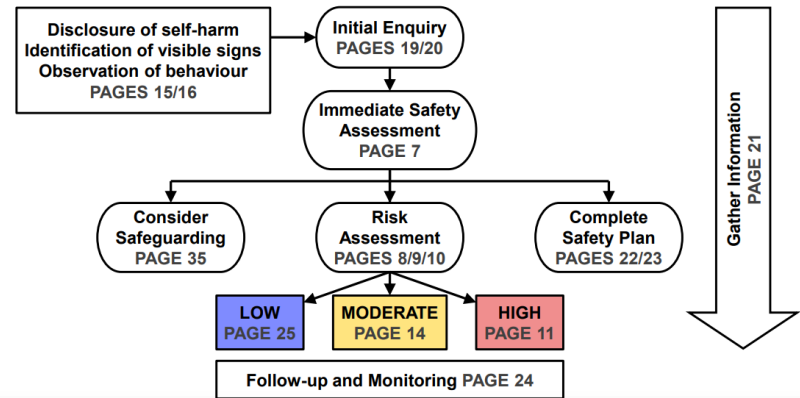 Disclosure of self-harm
Identification of visible signs
Observation of behaviour
PAGES 15/16
Initial Enquiry
PAGES 19/20
Immediate Safety
Assessment
PAGE 7
Consider
Safeguarding
PAGE 35
Risk
Assessment
PAGES 8/9/10
Complete
Safety Plan
PAGES 22/23
LOW
PAGE 25
MODERATE
PAGE 14
HIGH
PAGE 11
Follow-up and Monitoring PAGE 24
Gather Information
PAGE 21